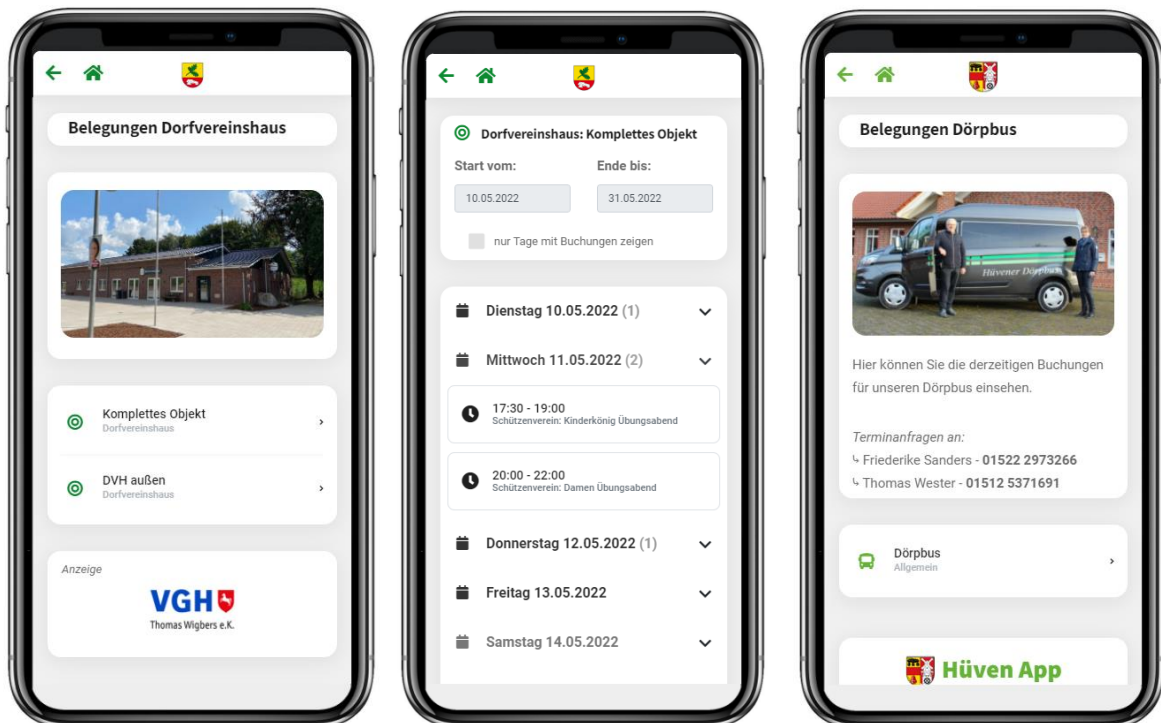 Belegungen Dorfvereinshaus
Komplettes Objekt
Dorfvereinshaus
DVH außen
Dorfvereinshaus
Anzeige
VGH
Thomas Wigbers e.K.
Dorfvereinshaus: Komplettes Objekt
Start vom: Ende bis:
10.05.2022 31.05.2022
nur Tage mit Buchungen zeigen
Dienstag 10.05.2022 (1)
Mittwoch 11.05.2022 (2)
17:30 - 19:00
Schützenverein: Kinderkönig Übungsabend
20:00 - 22:00
Schützenverein: Damen Übungsabend
Donnerstag 12.05.2022 (1)
Freitag 13.05.2022
Samstag 14.05.2022
Belegungen Dörpbus
Hüvener Dörpbus
Hier können Sie die derzeitigen Buchungen
für unseren Dörpbus einsehen.
Terminanfragen an:
↳ Friederike Sanders - 01522 2973266
↳ Thomas Wester - 01512 5371691
Dörpbus
Allgemein
Hüven App